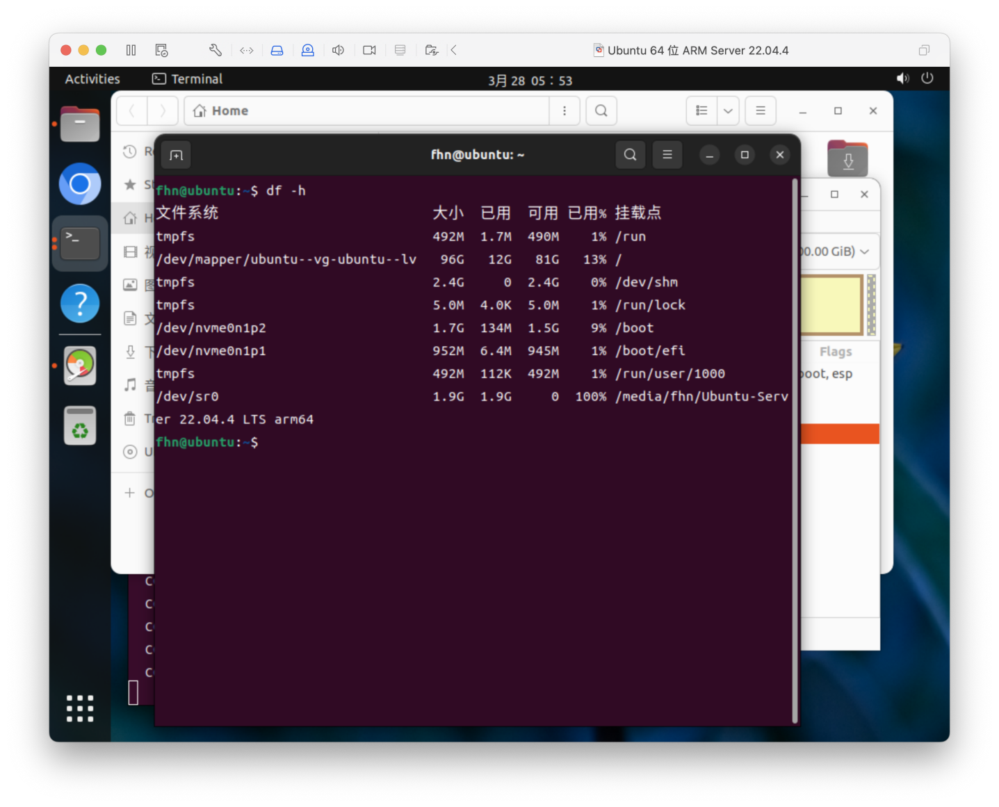 Ubuntu 64 位 ARM Server 22.04.4
Activities
Terminal
3月 28 05：53
Home
fhn@ubuntu: ~
fhn@ubuntu:~$ df -h
文件系统 大小 已用 可用 已用% 挂载点
tmpfs 492M 1.7M 490M 1% /run
/dev/mapper/ubuntu--vg-ubuntu--lv 96G 12G 81G 13% /
tmpfs 2.4G 0 2.4G 0% /dev/shm
tmpfs 5.0M 4.0K 5.0M 1% /run/lock
/dev/nvme0n1p2 1.7G 134M 1.5G 9% /boot
/dev/nvme0n1p1 952M 6.4M 945M 1% /boot/efi
tmpfs 492M 112K 492M 1% /run/user/1000
/dev/sr0 1.9G 1.9G 0 100% /media/fhn/Ubuntu-Serv
er 22.04.4 LTS arm64
fhn@ubuntu:~$
00.00 GiB)
Flags
boot, esp